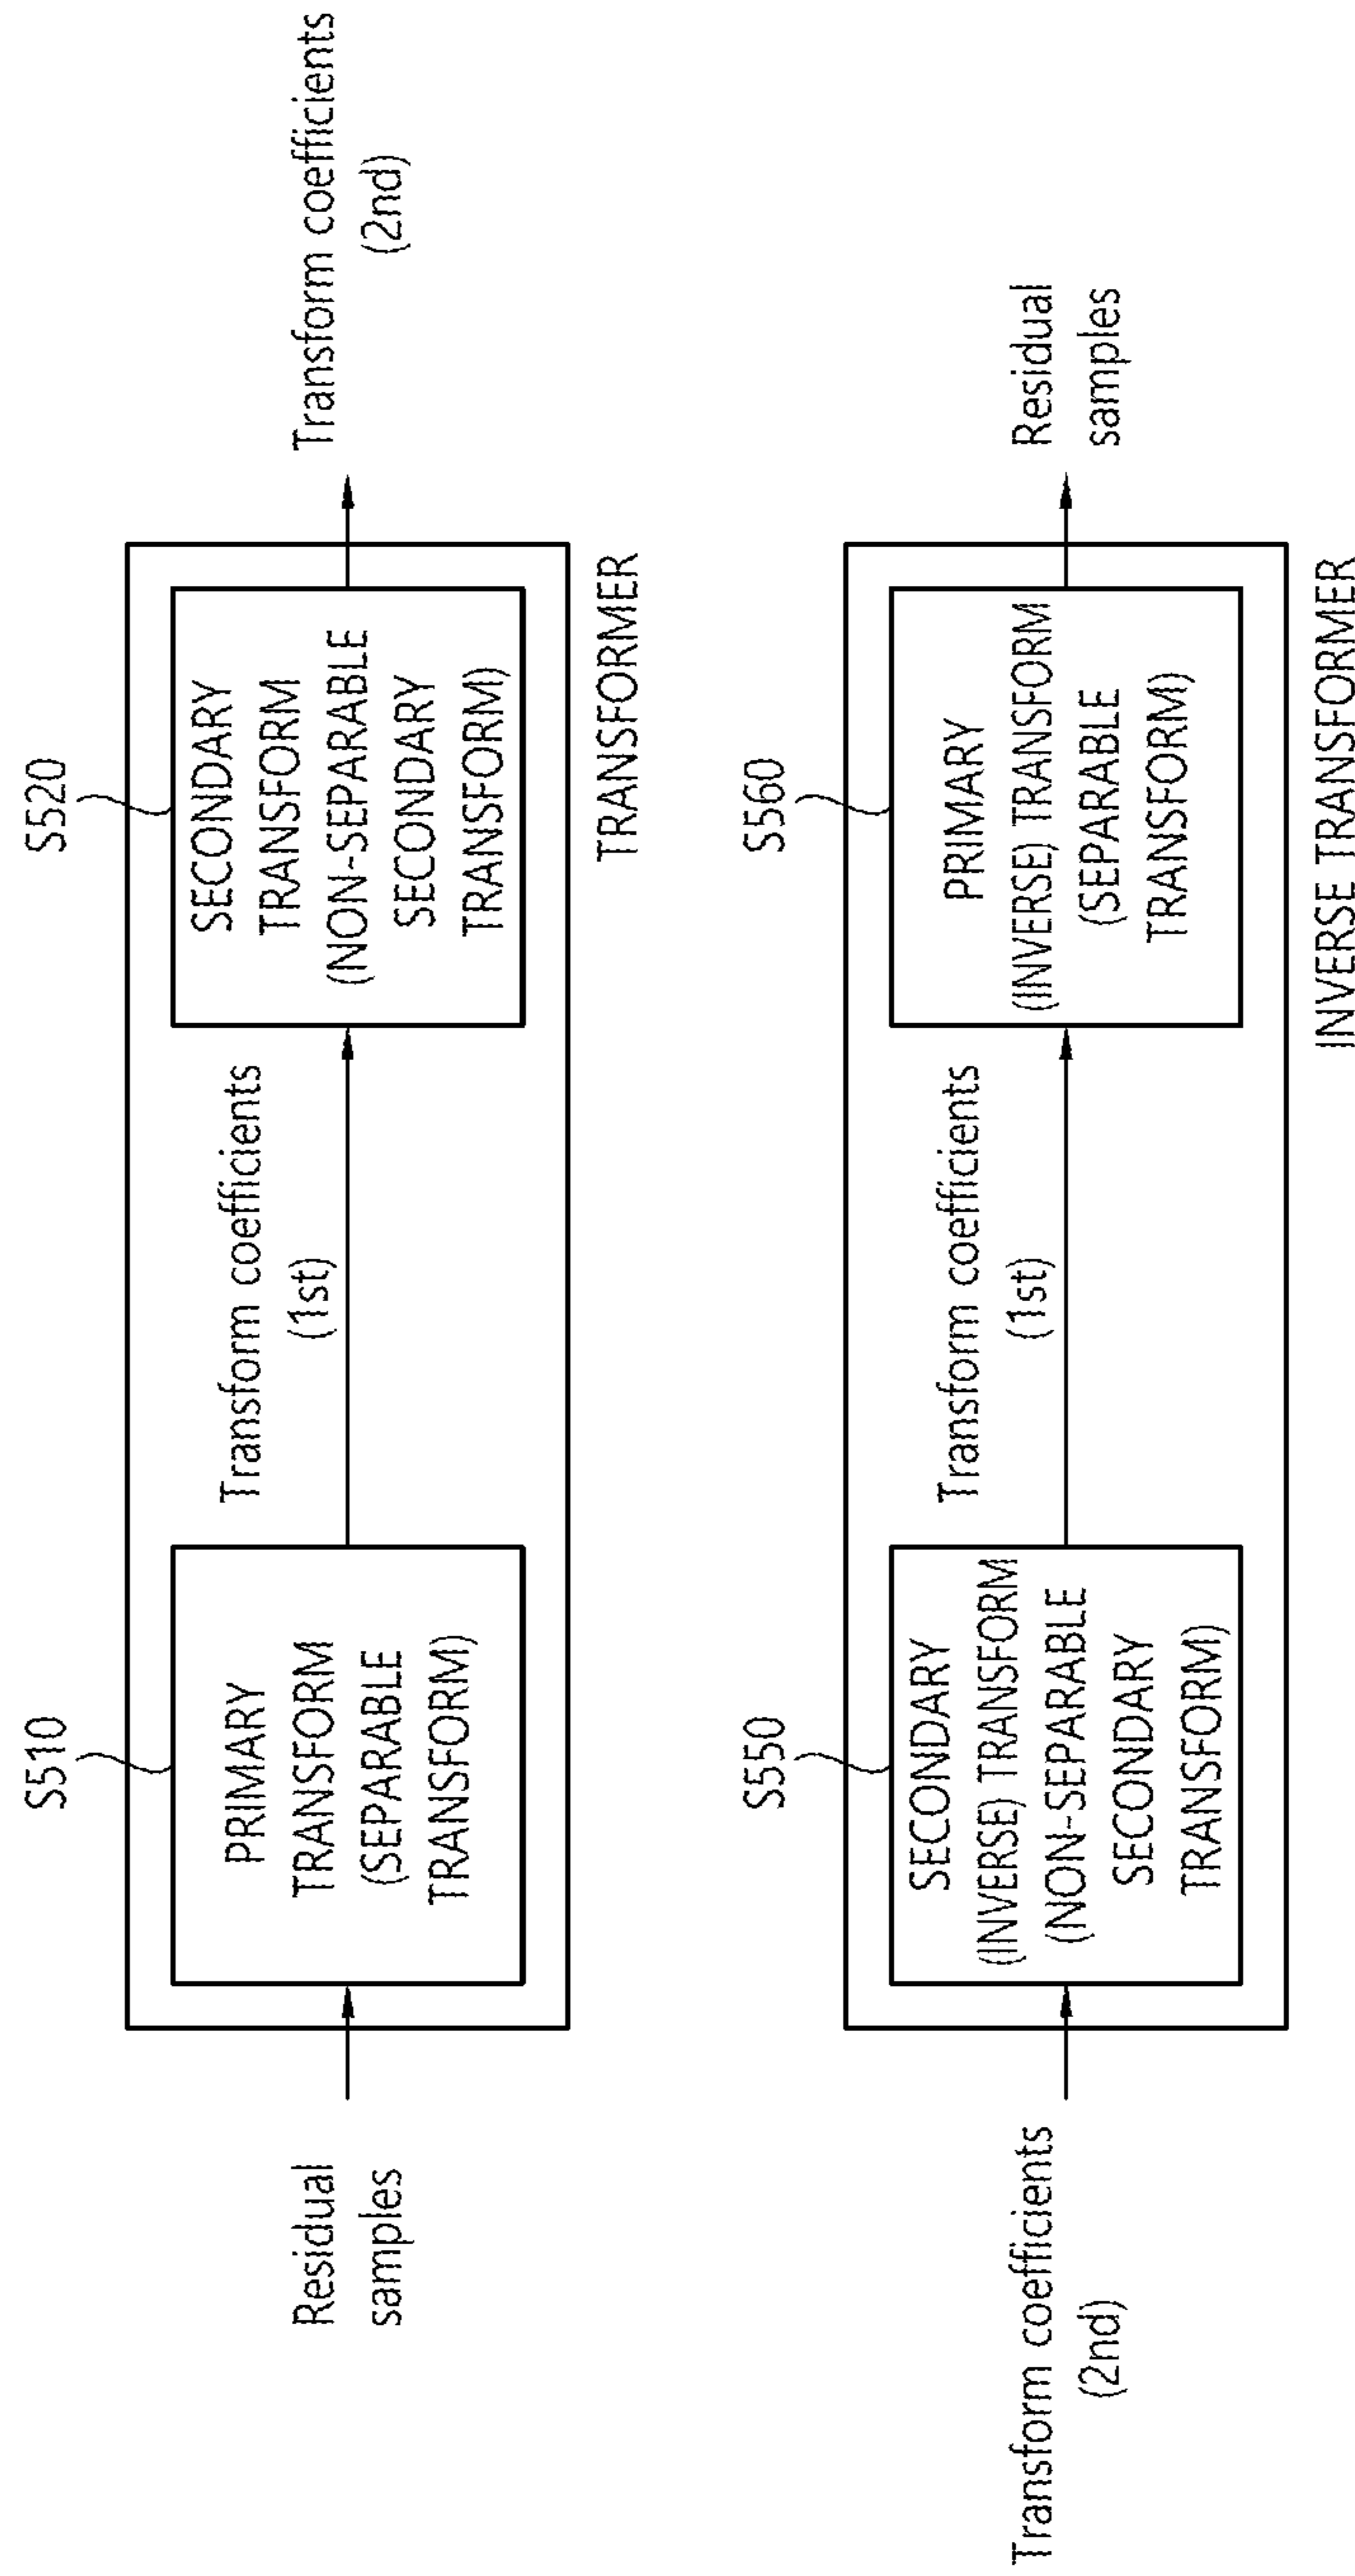 S510
S520
Residual
samples
PRIMARY
TRANSFORM
(SEPARABLE
TRANSFORM)
Transform coefficients
(1st)
SECONDARY
TRANSFORM
(NON-SEPARABLE
SECONDARY
TRANSFORM)
Transform coefficients
(2nd)
TRANSFORMER
S550
S560
Transform coefficients
(2nd)
SECONDARY
(INVERSE) TRANSFORM
(NON-SEPARABLE
SECONDARY
TRANSFORM)
Transform coefficients
(1st)
PRIMARY
(INVERSE) TRANSFORM
(SEPARABLE
TRANSFORM)
Residual
samples
INVERSE TRANSFORMER